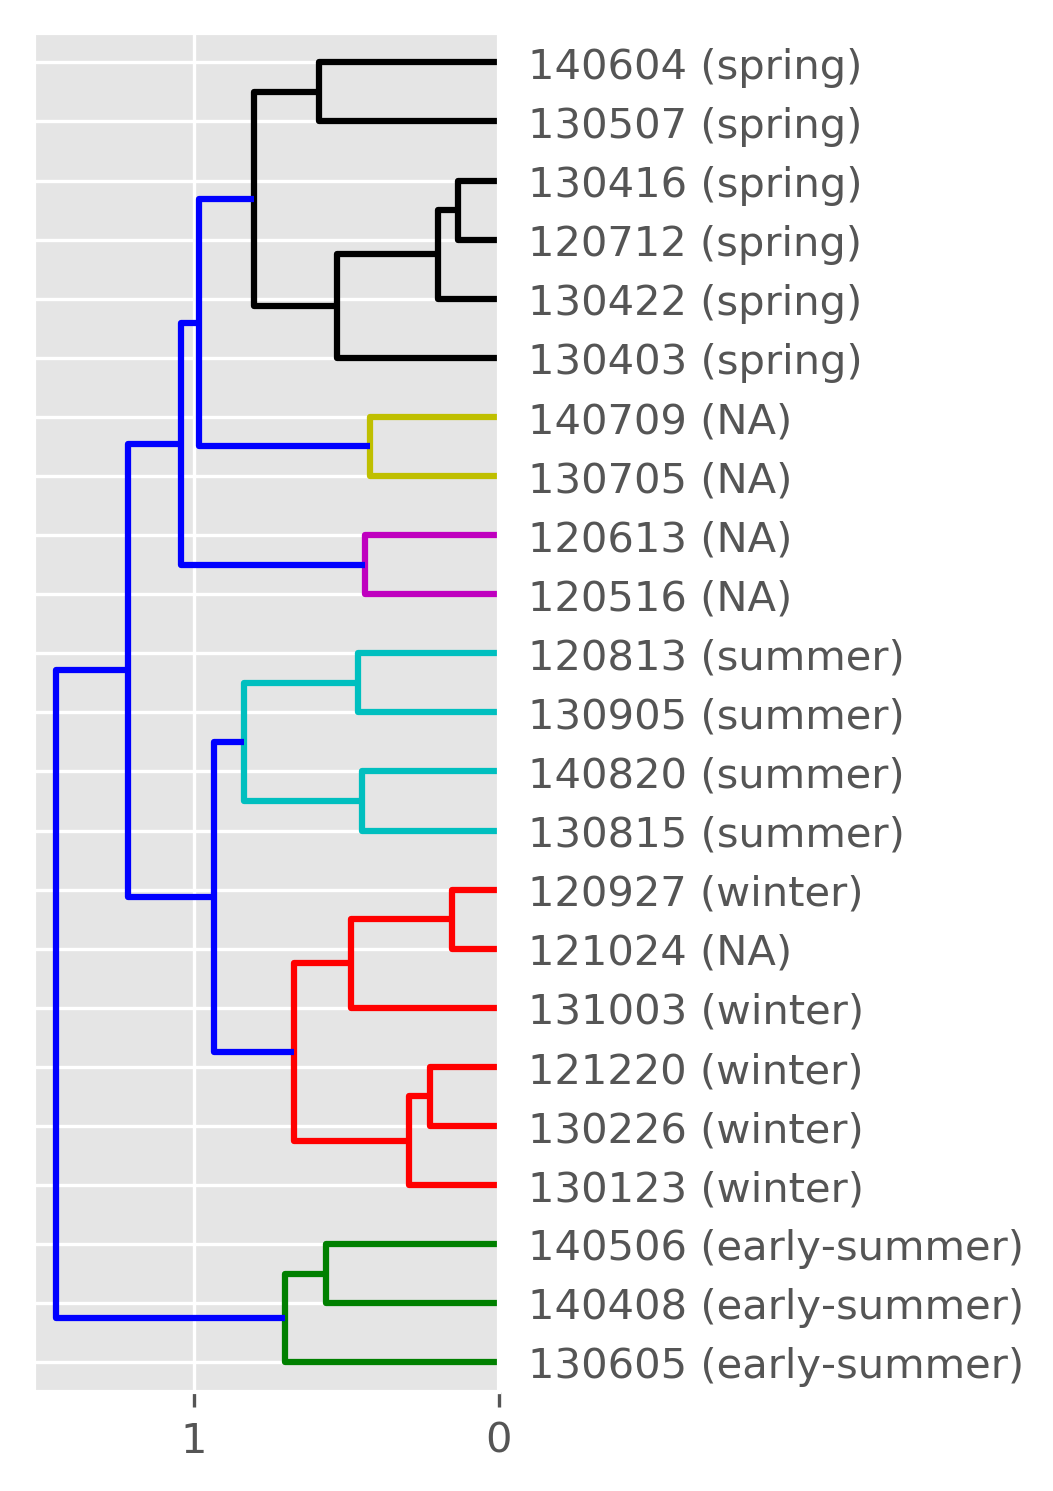 140604 (spring)
130507 (spring)
130416 (spring)
120712 (spring)
130422 (spring)
130403 (spring)
140709 (NA)
130705 (NA)
120613 (NA)
120516 (NA)
120813 (summer)
130905 (summer)
140820 (summer)
130815 (summer)
120927 (winter)
121024 (NA)
131003 (winter)
121220 (winter)
130226 (winter)
130123 (winter)
140506 (early-summer)
140408 (early-summer)
130605 (early-summer)
1 0